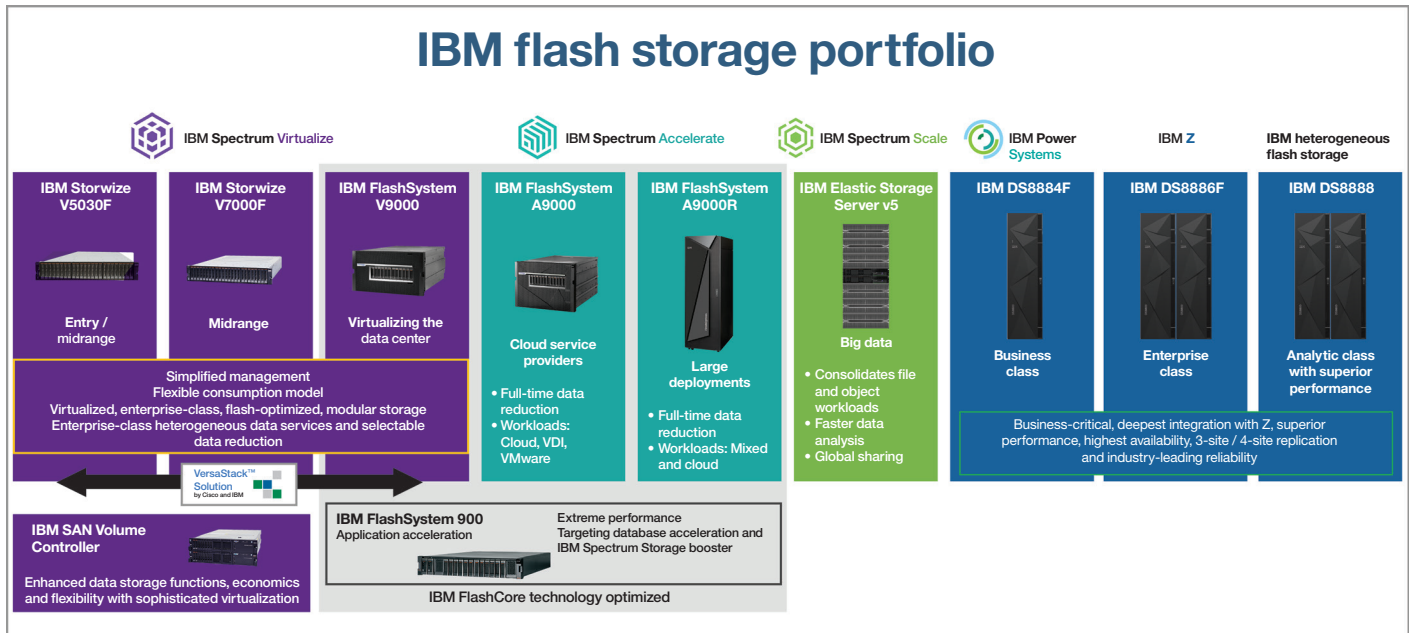 IBM flash storage portfolio
IBM Spectrum Virtualize
IBM Spectrum Accelerate
IBM Spectrum Scale
IBM Power
Systems
IBM Z
IBM heterogeneous
flash storage
IBM Storwize
V5030F
Entry /
midrange
IBM Storwize
V7000F
Midrange
IBM FlashSystem
V9000
Virtualizing the
data center
Simplified management
Flexible consumption model
Virtualized, enterprise-class, flash-optimized, modular storage
Enterprise-class heterogeneous data services and selectable
data reduction
VersaStack™
Solution
by Cisco and IBM
IBM FlashSystem
A9000
Cloud service
providers
• Full-time data
reduction
• Workloads:
Cloud, VDI,
VMware
IBM FlashSystem
A9000R
Large
deployments
• Full-time data
reduction
• Workloads: Mixed
and cloud
IBM Elastic Storage
Server v5
Big data
• Consolidates file
and object
workloads
• Faster data
analysis
• Global sharing
IBM DS8884F
Business
class
IBM DS8886F
Enterprise
class
IBM DS8888
Analytic class
with superior
performance
Business-critical, deepest integration with Z, superior
performance, highest availability, 3-site / 4-site replication
and industry-leading reliability
IBM SAN Volume
Controller
Enhanced data storage functions, economics
and flexibility with sophisticated virtualization
IBM FlashSystem 900
Application acceleration
Extreme performance
Targeting database acceleration and
IBM Spectrum Storage booster
IBM FlashCore technology optimized